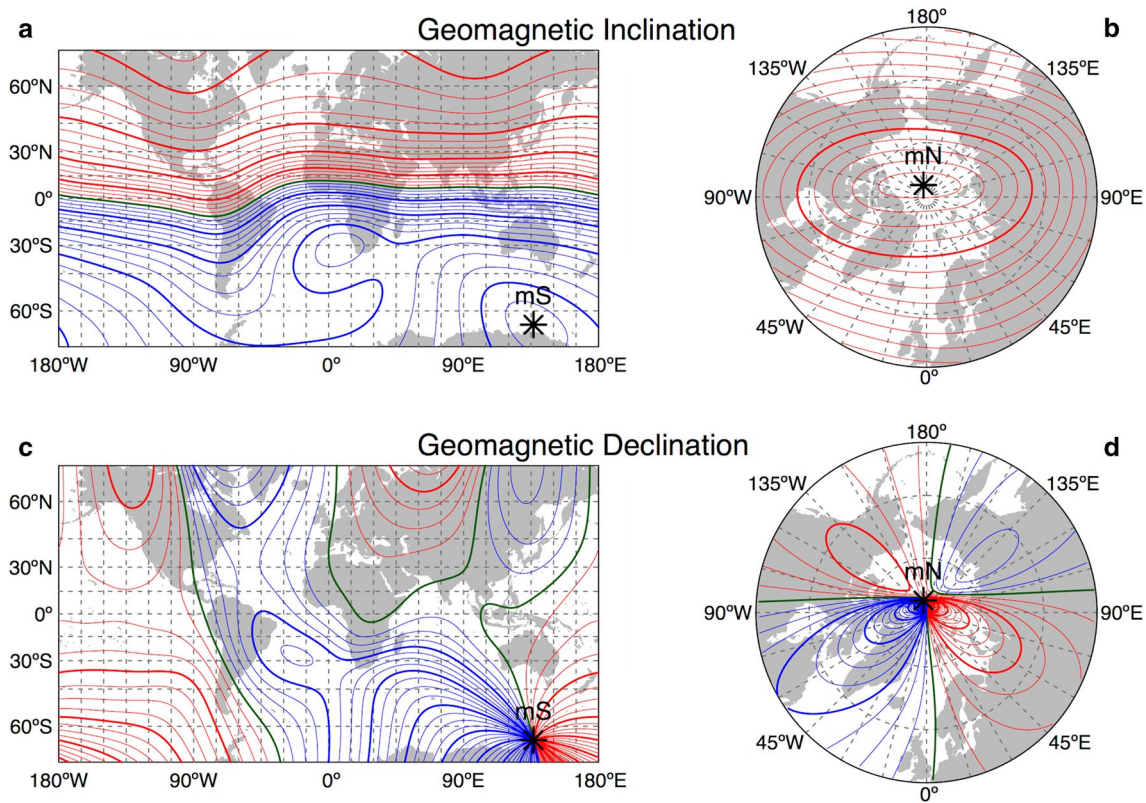 a
Geomagnetic Inclination
b
60ºN
30ºN
0º
30ºS
60ºS
mS
180ºW
90ºW
0º
90ºE
180ºE
180º
135ºW
135ºE
mN
90ºW
90ºE
45ºW
45ºE
0º
c
Geomagnetic Declination
d
60ºN
30ºN
0º
30ºS
60ºS
mS
180ºW
90ºW
0º
90ºE
180ºE
180º
135ºW
135ºE
mN
90ºW
90ºE
45ºW
45ºE
0º